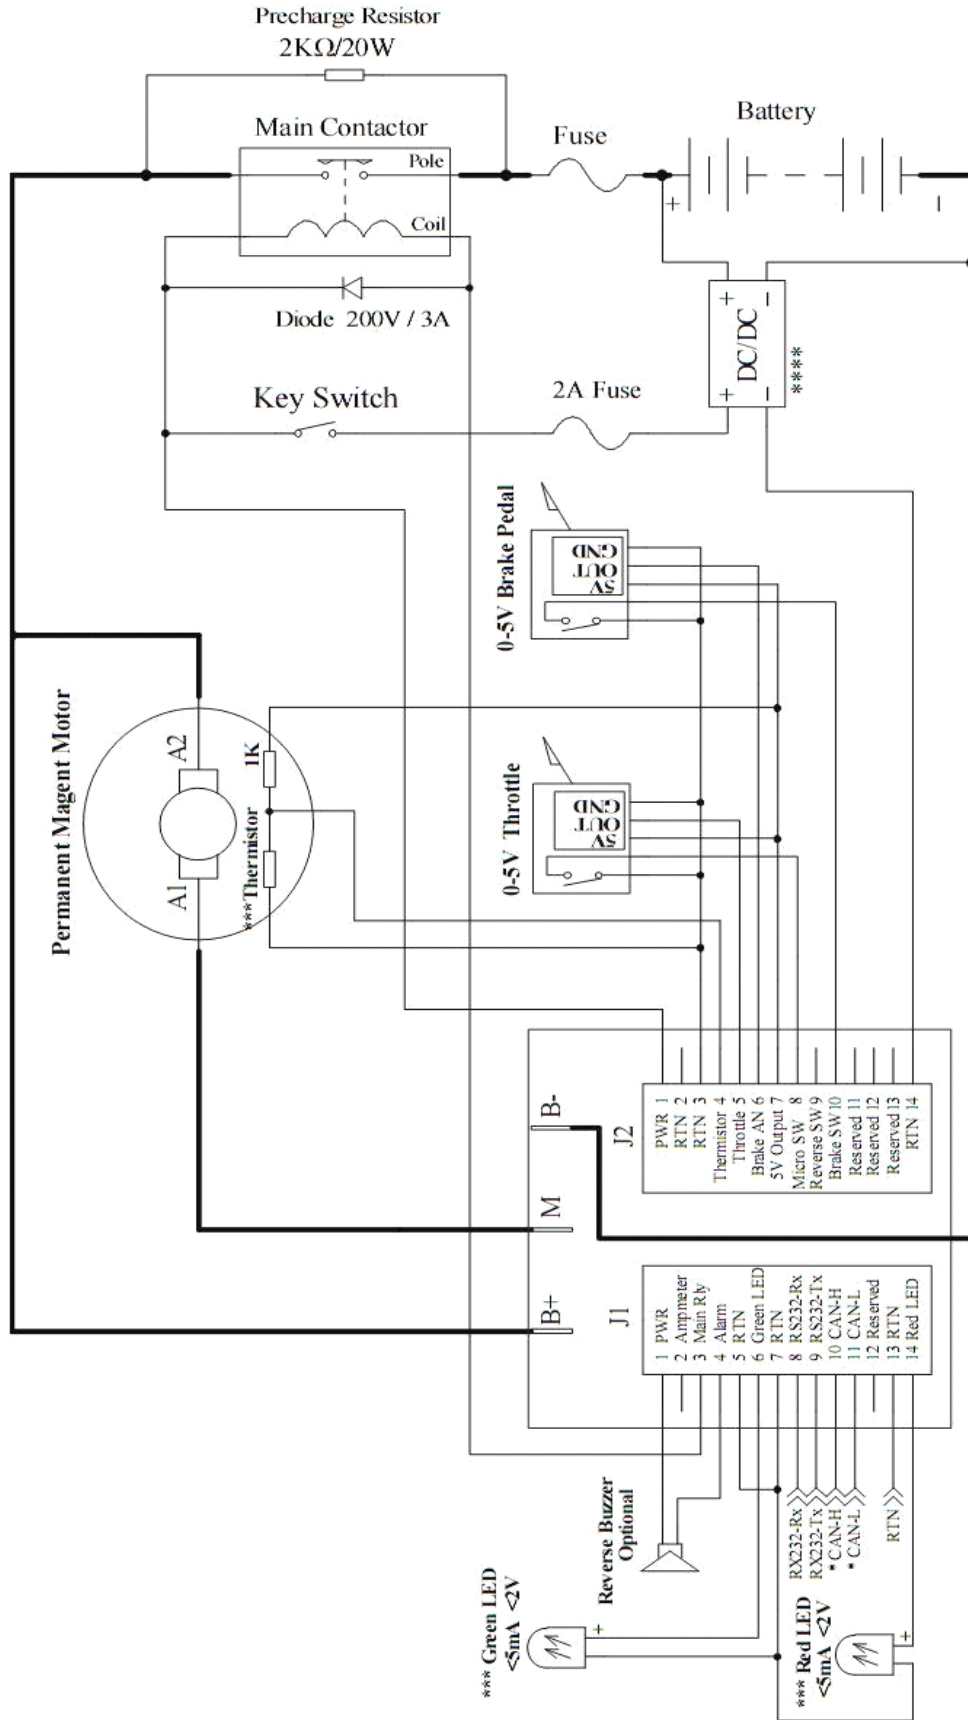 Precharge Resistor
2KΩ/20W
Main Contactor
Pole
Coil
Fuse
Battery
+
−
Diode 200V / 3A
Key Switch
2A Fuse
+ −
DC/DC
+ −
****
0-5V Brake Pedal
GND
OUT
5V
Permanent Magent Motor
A2
A1
1K
***Thermistor
0-5V Throttle
GND
OUT
5V
B-
M
B+
J2
PWR 1
RTN 2
RTN 3
Thermistor 4
Throttle 5
Brake AN 6
5V Output 7
Micro SW 8
Reverse SW 9
Brake SW 10
Reserved 11
Reserved 12
Reserved 13
RTN 14
J1
1 PWR
2 Ampmeter
3 Main Rly
4 Alarm
5 RTN
6 Green LED
7 RTN
8 RS232-Rx
9 RS232-Tx
10 CAN-H
11 CAN-L
12 Reserved
13 RTN
14 Red LED
Reverse Buzzer
Optional
RX232-Rx
RX232-Tx
* CAN-H
* CAN-L
RTN
*** Green LED
<5mA <2V
+
*** Red LED
<5mA <2V
+